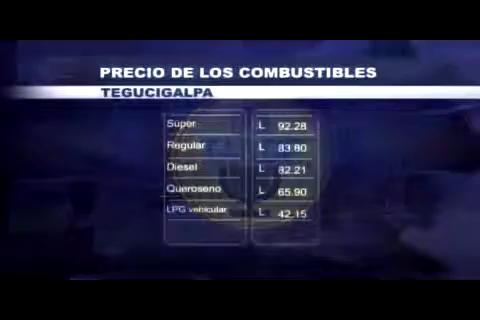 PRECIO DE LOS COMBUSTIBLES
TEGUCIGALPA
Súper L 92.28
Regular L 83.80
Diesel L 82.21
Queroseno L 65.90
LPG vehicular L 42.15